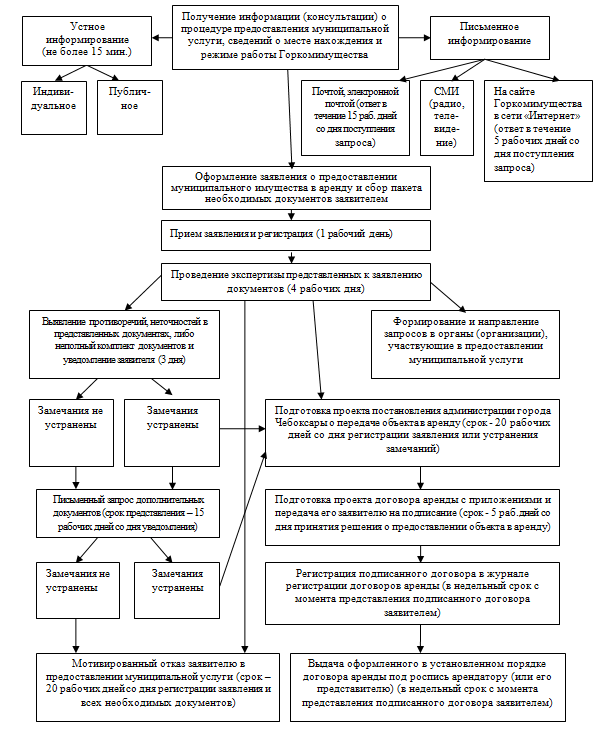 Устное
информирование
(не более 15 мин.)
Получение информации (консультации) о
процедуре предоставления муниципальной
услуги, сведений о месте нахождения и
режиме работы Горкомимущества
Письменное
информирование
Индиви-
дуальное
Публич-
ное
Почтой, электронной
почтой (ответ в
течение 15 раб. дней
со дня поступления
запроса)
СМИ
(радио,
теле-
виде-
ние)
На сайте
Горкомимущества
в сети «Интернет»
(ответ в течение
5 рабочих дней со
дня поступления
запроса)
Оформление заявления о предоставлении
муниципального имущества в аренду и сбор пакета
необходимых документов заявителем
Прием заявления и регистрация (1 рабочий день)
Проведение экспертизы представленных к заявлению
документов (4 рабочих дня)
Выявление противоречий, неточностей в
представленных документах, либо
неполный комплект документов и
уведомление заявителя (3 дня)
Формирование и направление
запросов в органы (организации),
участвующие в предоставлении
муниципальной услуги
Замечания не
устранены
Замечания
устранены
Подготовка проекта постановления администрации города
Чебоксары о передаче объекта в аренду (срок - 20 рабочих
дней со дня регистрации заявления или устранения
замечаний)
Письменный запрос дополнительных
документов (срок представления – 15
рабочих дней со дня уведомления)
Подготовка проекта договора аренды с приложениями и
передача его заявителю на подписание (срок - 5 раб. дней со
дня принятия решения о предоставлении объекта в аренду)
Замечания не
устранены
Замечания
устранены
Регистрация подписанного договора в журнале
регистрации договоров аренды (в недельный срок с
момента представления подписанного договора
заявителем)
Мотивированный отказ заявителю в
предоставлении муниципальной услуги (срок –
20 рабочих дней со дня регистрации заявления и
всех необходимых документов)
Выдача оформленного в установленном порядке
договора аренды под роспись арендатору (или его
представителю) (в недельный срок с момента
представления подписанного договора заявителем)